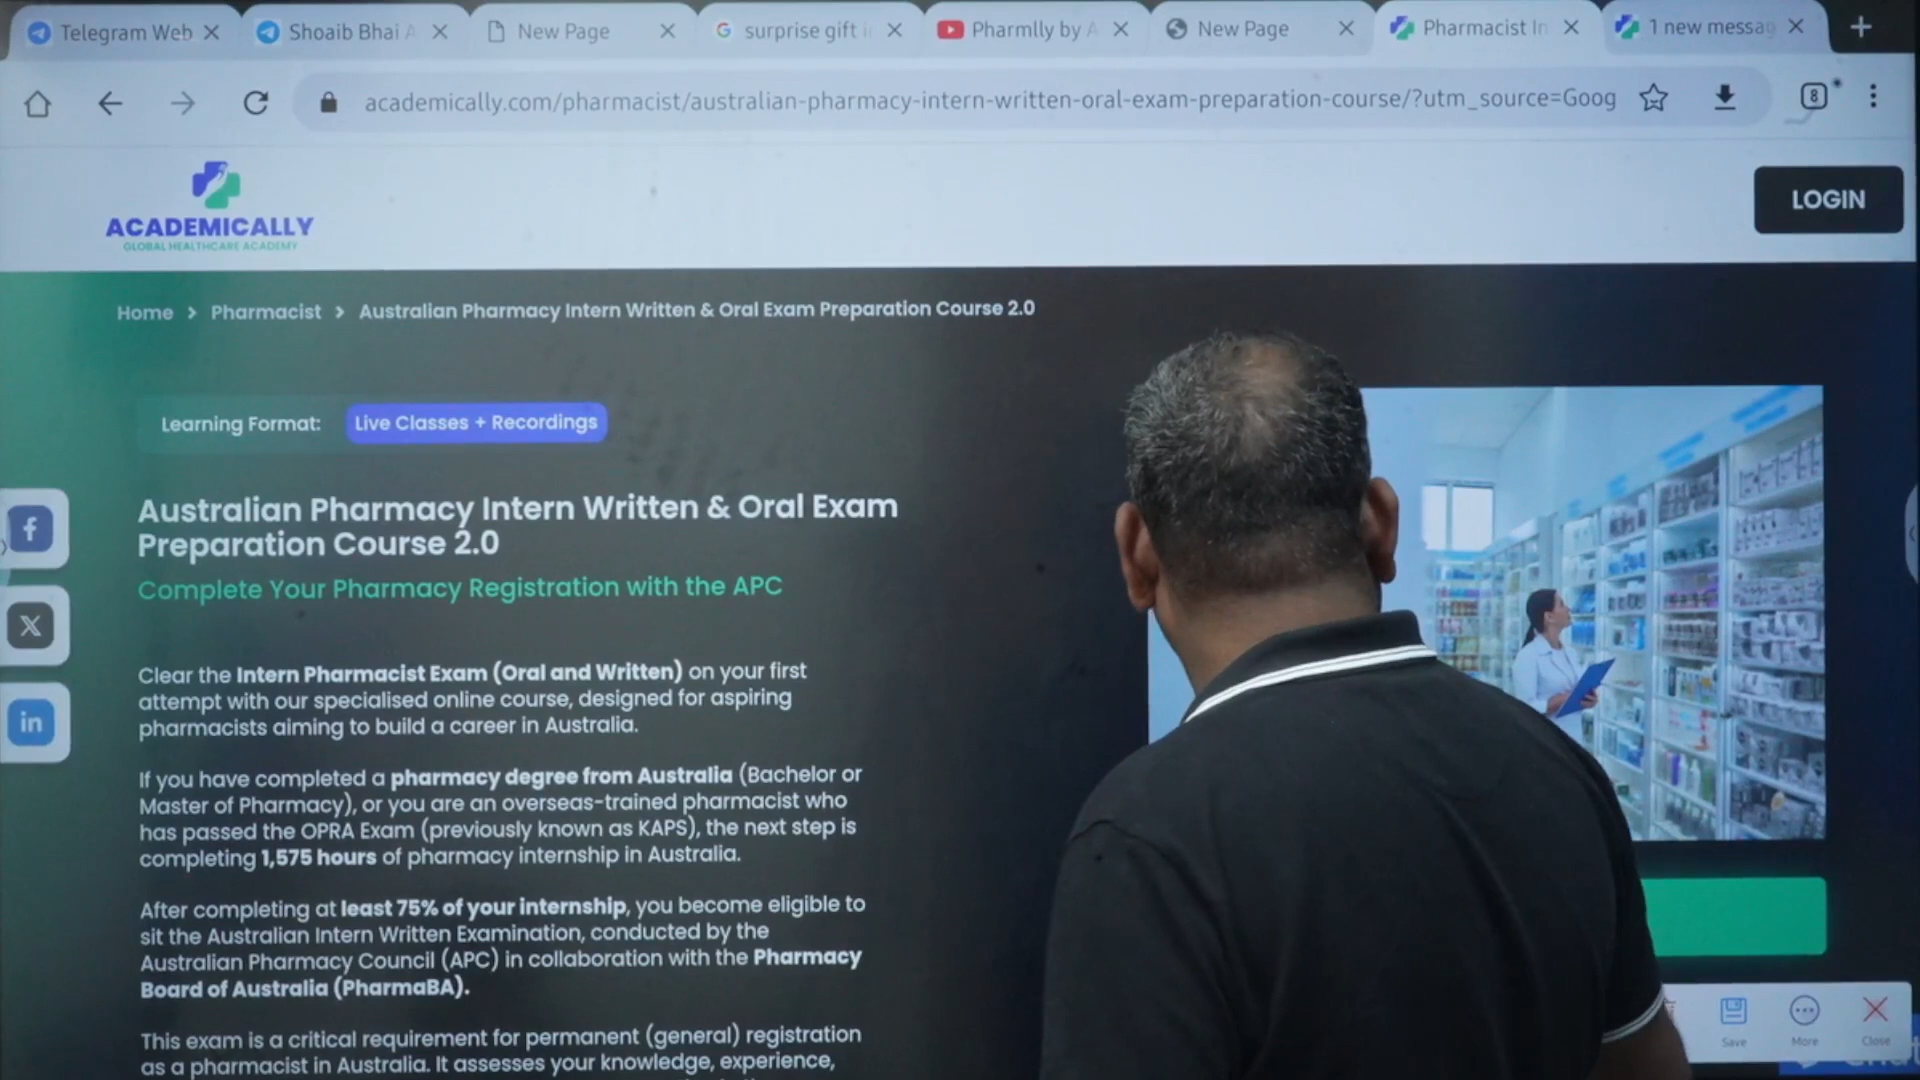 Telegram Web
Shoaib Bhai A
New Page
surprise gift i
Pharmlly by A
New Page
Pharmacist In
1 new messag
academically.com/pharmacist/australian-pharmacy-intern-written-oral-exam-preparation-course/?utm_source=Goog
8
ACADEMICALLY
GLOBAL HEALTHCARE ACADEMY
LOGIN
Home > Pharmacist > Australian Pharmacy Intern Written & Oral Exam Preparation Course 2.0
Learning Format: Live Classes + Recordings
Australian Pharmacy Intern Written & Oral Exam
Preparation Course 2.0
Complete Your Pharmacy Registration with the APC
Clear the Intern Pharmacist Exam (Oral and Written) on your first
attempt with our specialised online course, designed for aspiring
pharmacists aiming to build a career in Australia.
If you have completed a pharmacy degree from Australia (Bachelor or
Master of Pharmacy), or you are an overseas-trained pharmacist who
has passed the OPRA Exam (previously known as KAPS), the next step is
completing 1,575 hours of pharmacy internship in Australia.
After completing at least 75% of your internship, you become eligible to
sit the Australian Intern Written Examination, conducted by the
Australian Pharmacy Council (APC) in collaboration with the Pharmacy
Board of Australia (PharmaBA).
This exam is a critical requirement for permanent (general) registration
as a pharmacist in Australia. It assesses your knowledge, experience,
Save
More
Close